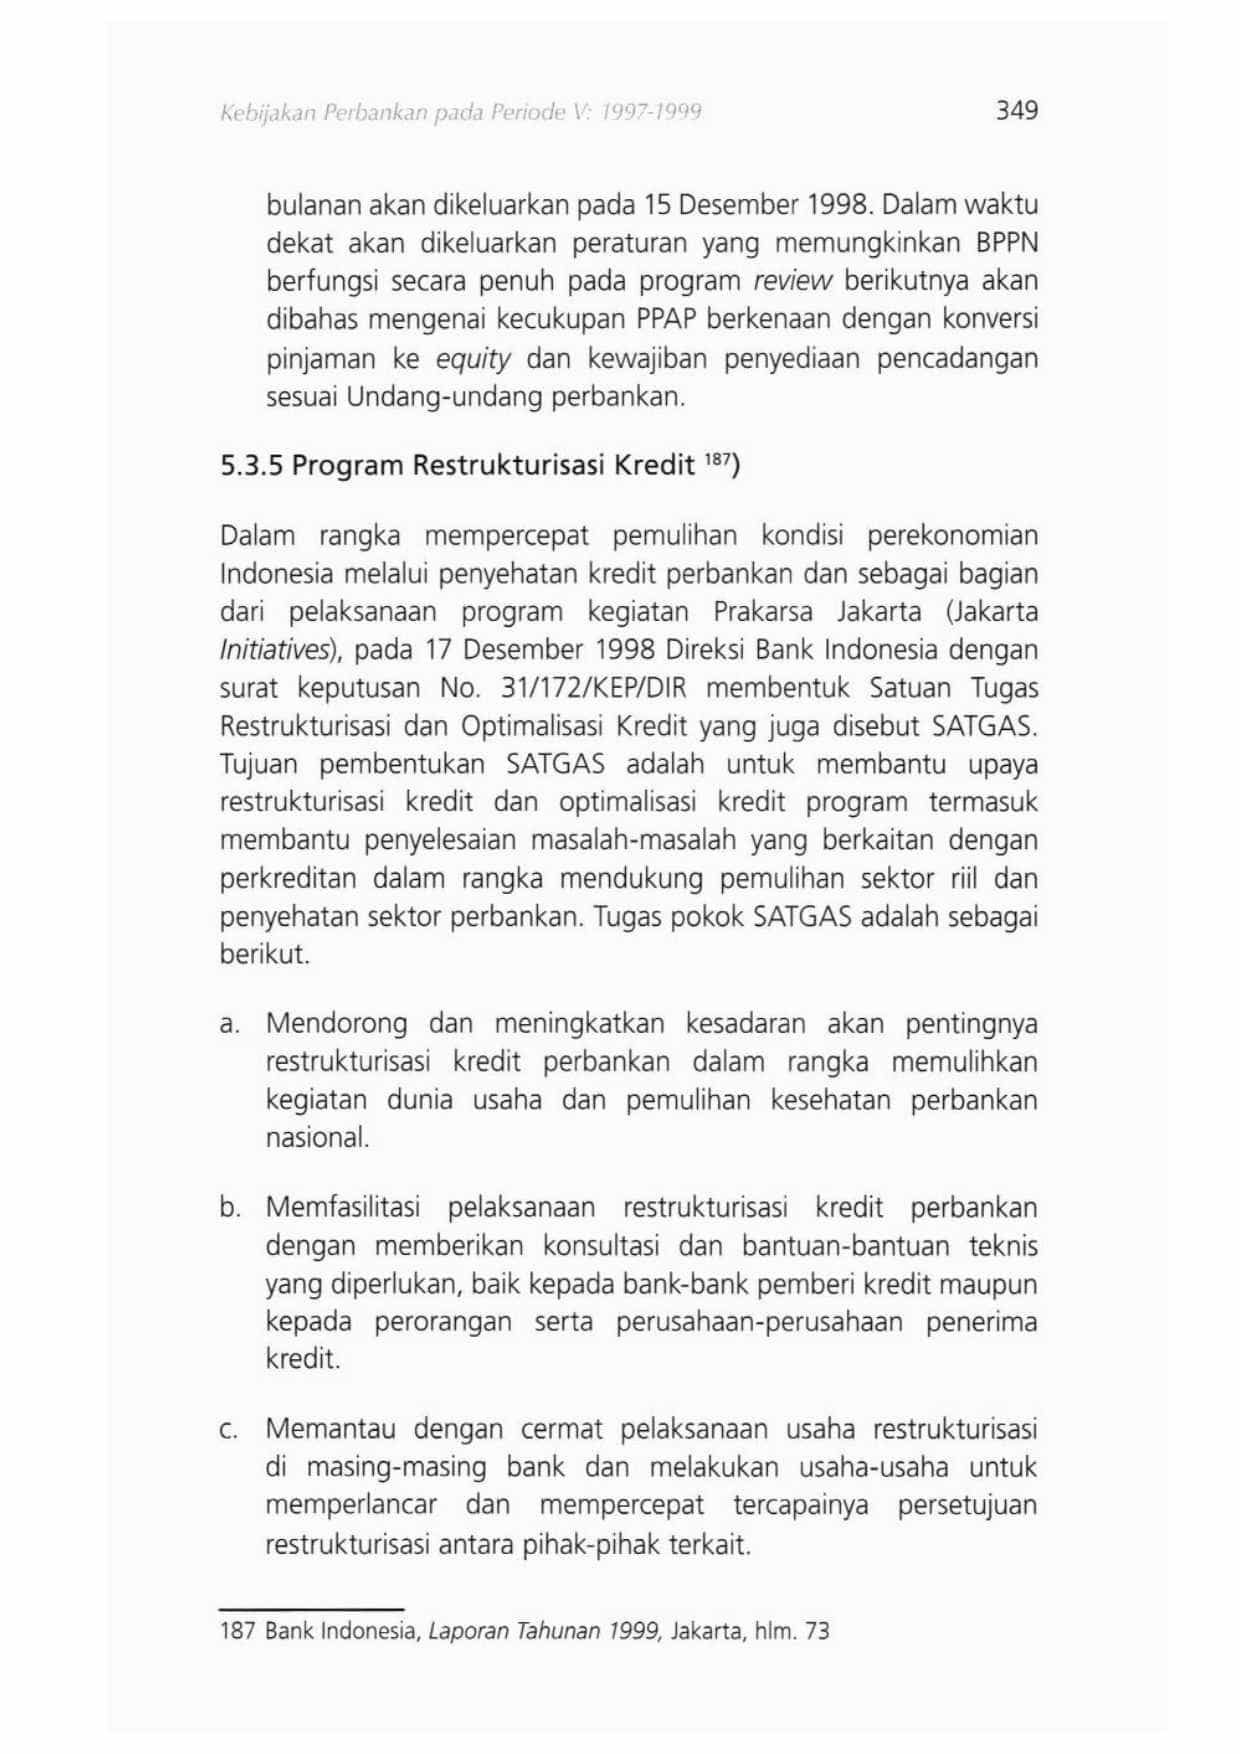 Kebijakan Perbankan pada Periode V: 1997-1999 349
bulanan akan dikeluarkan pada 15 Desember 1998. Dalam waktu
dekat akan dikeluarkan peraturan yang memungkinkan BPPN
berfungsi secara penuh pada program review berikutnya akan
dibahas mengenai kecukupan PPAP berkenaan dengan konversi
pinjaman ke equity dan kewajiban penyediaan pencadangan
sesuai Undang-undang perbankan.
5.3.5 Program Restrukturisasi Kredit 187)
Dalam rangka mempercepat pemulihan kondisi perekonomian
Indonesia melalui penyehatan kredit perbankan dan sebagai bagian
dari pelaksanaan program kegiatan Prakarsa Jakarta (Jakarta
Initiatives), pada 17 Desember 1998 Direksi Bank Indonesia dengan
surat keputusan No. 31/172/KEP/DIR membentuk Satuan Tugas
Restrukturisasi dan Optimalisasi Kredit yang juga disebut SATGAS.
Tujuan pembentukan SATGAS adalah untuk membantu upaya
restrukturisasi kredit dan optimalisasi kredit program termasuk
membantu penyelesaian masalah-masalah yang berkaitan dengan
perkreditan dalam rangka mendukung pemulihan sektor riil dan
penyehatan sektor perbankan. Tugas pokok SATGAS adalah sebagai
berikut.
a. Mendorong dan meningkatkan kesadaran akan pentingnya
restrukturisasi kredit perbankan dalam rangka memulihkan
kegiatan dunia usaha dan pemulihan kesehatan perbankan
nasional.
b. Memfasilitasi pelaksanaan restrukturisasi kredit perbankan
dengan memberikan konsultasi dan bantuan-bantuan teknis
yang diperlukan, baik kepada bank-bank pemberi kredit maupun
kepada perorangan serta perusahaan-perusahaan penerima
kredit.
c. Memantau dengan cermat pelaksanaan usaha restrukturisasi
di masing-masing bank dan melakukan usaha-usaha untuk
memperlancar dan mempercepat tercapainya persetujuan
restrukturisasi antara pihak-pihak terkait.
187 Bank Indonesia, Laporan Tahunan 1999, Jakarta, hlm. 73